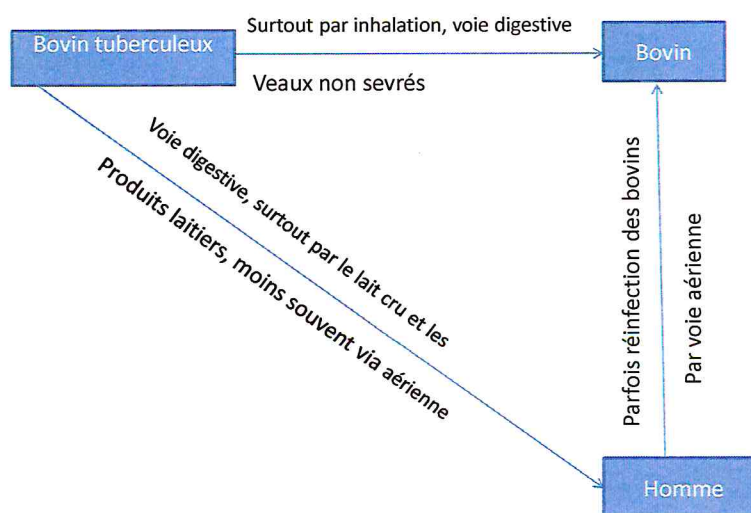 Surtout par inhalation, voie digestive
Bovin tuberculeux
Bovin
Veaux non sevrés
Voie digestive, surtout par le lait cru et les
Produits laitiers, moins souvent via aérienne
Parfois réinfection des bovins
Par voie aérienne
Homme